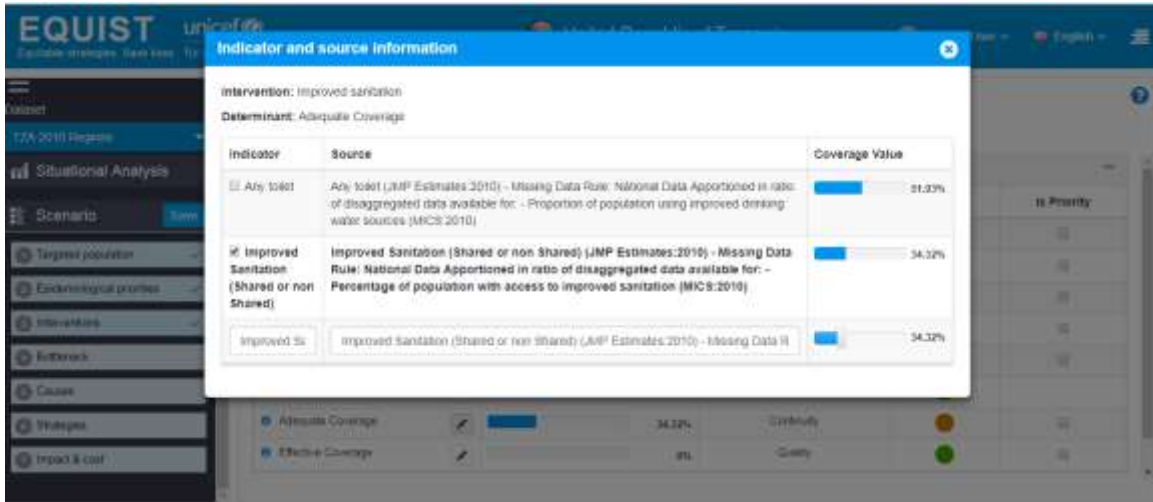 EQUIST
unicef
Equitable strategies Save lives
English
Indicator and source information
Intervention: Improved sanitation
Determinant: Adequate Coverage
Indicator Source Coverage Value
Any toilet
Any toilet (JMP Estimates:2010) - Missing Data Rule: National Data Apportioned in ratio
of disaggregated data available for: - Proportion of population using improved drinking
water sources (MICS:2010)
Improved
Sanitation
(Shared or non
Shared)
Improved Sanitation (Shared or non Shared) (JMP Estimates:2010) - Missing Data
Rule: National Data Apportioned in ratio of disaggregated data available for: -
Percentage of population with access to improved sanitation (MICS:2010)
34.32%
Improved Sa
Improved Sanitation (Shared or non Shared) (JMP Estimates:2010) - Missing Data R
34.32%
Dataset
TZA 2010 Regions
Situational Analysis
Scenario Save
Targeted population
Epidemiological priorities
Interventions
Bottleneck
Causes
Strategies
Impact & cost
Is Priority
Adequate Coverage 34.32% Continuity
Effective Coverage 0% Quality